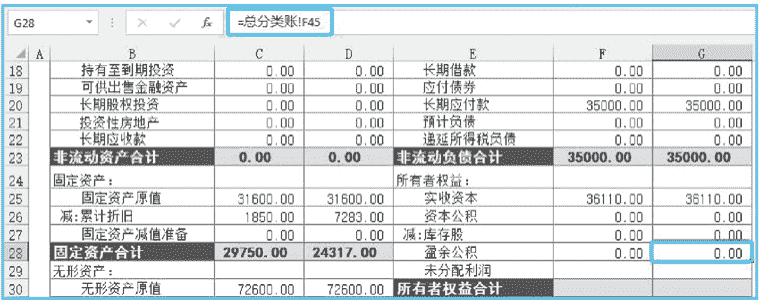 G28 fx =总分类账!F45
A B C D E F G
18 持有至到期投资 0.00 0.00 长期借款 0.00 0.00
19 可供出售金融资产 0.00 0.00 应付债券 0.00 0.00
20 长期股权投资 0.00 0.00 长期应付款 35000.00 35000.00
21 投资性房地产 0.00 0.00 预计负债 0.00 0.00
22 长期应收款 0.00 0.00 递延所得税负债 0.00 0.00
23 非流动资产合计 0.00 0.00 非流动负债合计 35000.00 35000.00
24 固定资产: 所有者权益:
25 固定资产原值 31600.00 31600.00 实收资本 36110.00 36110.00
26 减:累计折旧 1850.00 7283.00 资本公积 0.00 0.00
27 固定资产减值准备 0.00 0.00 减:库存股 0.00 0.00
28 固定资产合计 29750.00 24317.00 盈余公积 0.00 0.00
29 无形资产: 未分配利润
30 无形资产原值 72600.00 72600.00 所有者权益合计